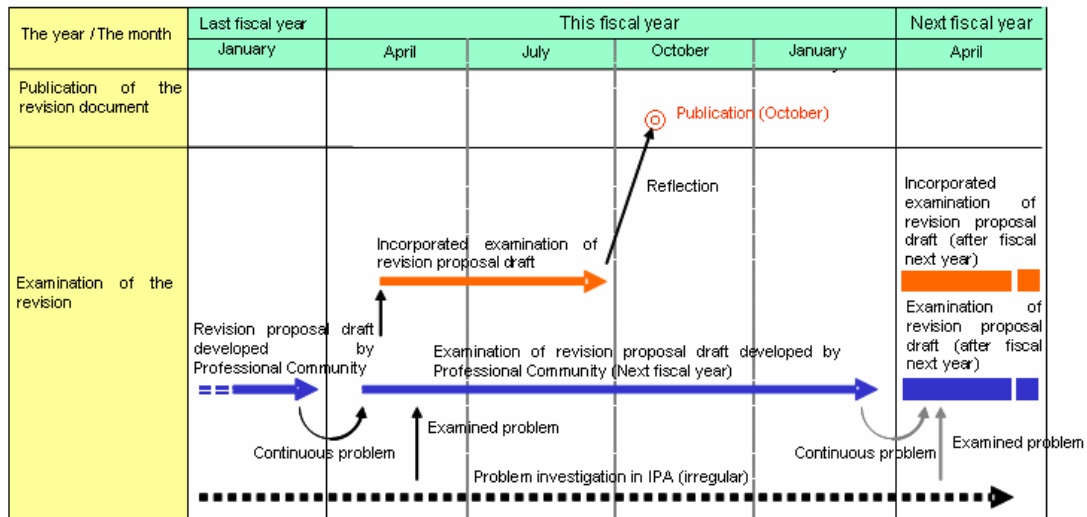 The year / The month
Last fiscal year
This fiscal year
Next fiscal year
January
April
July
October
January
April
Publication of the
revision document
Publication (October)
Reflection
Incorporated
examination of
revision proposal
draft (after fiscal
next year)
Incorporated examination of
revision proposal draft
Examination of the
revision
Examination of
revision proposal
draft (after fiscal
next year)
Revision proposal draft
developed by
Professional Community
Examination of revision proposal draft developed by
Professional Community (Next fiscal year)
Examined problem
Continuous problem
Continuous problem
Examined problem
Problem investigation in IPA (irregular)